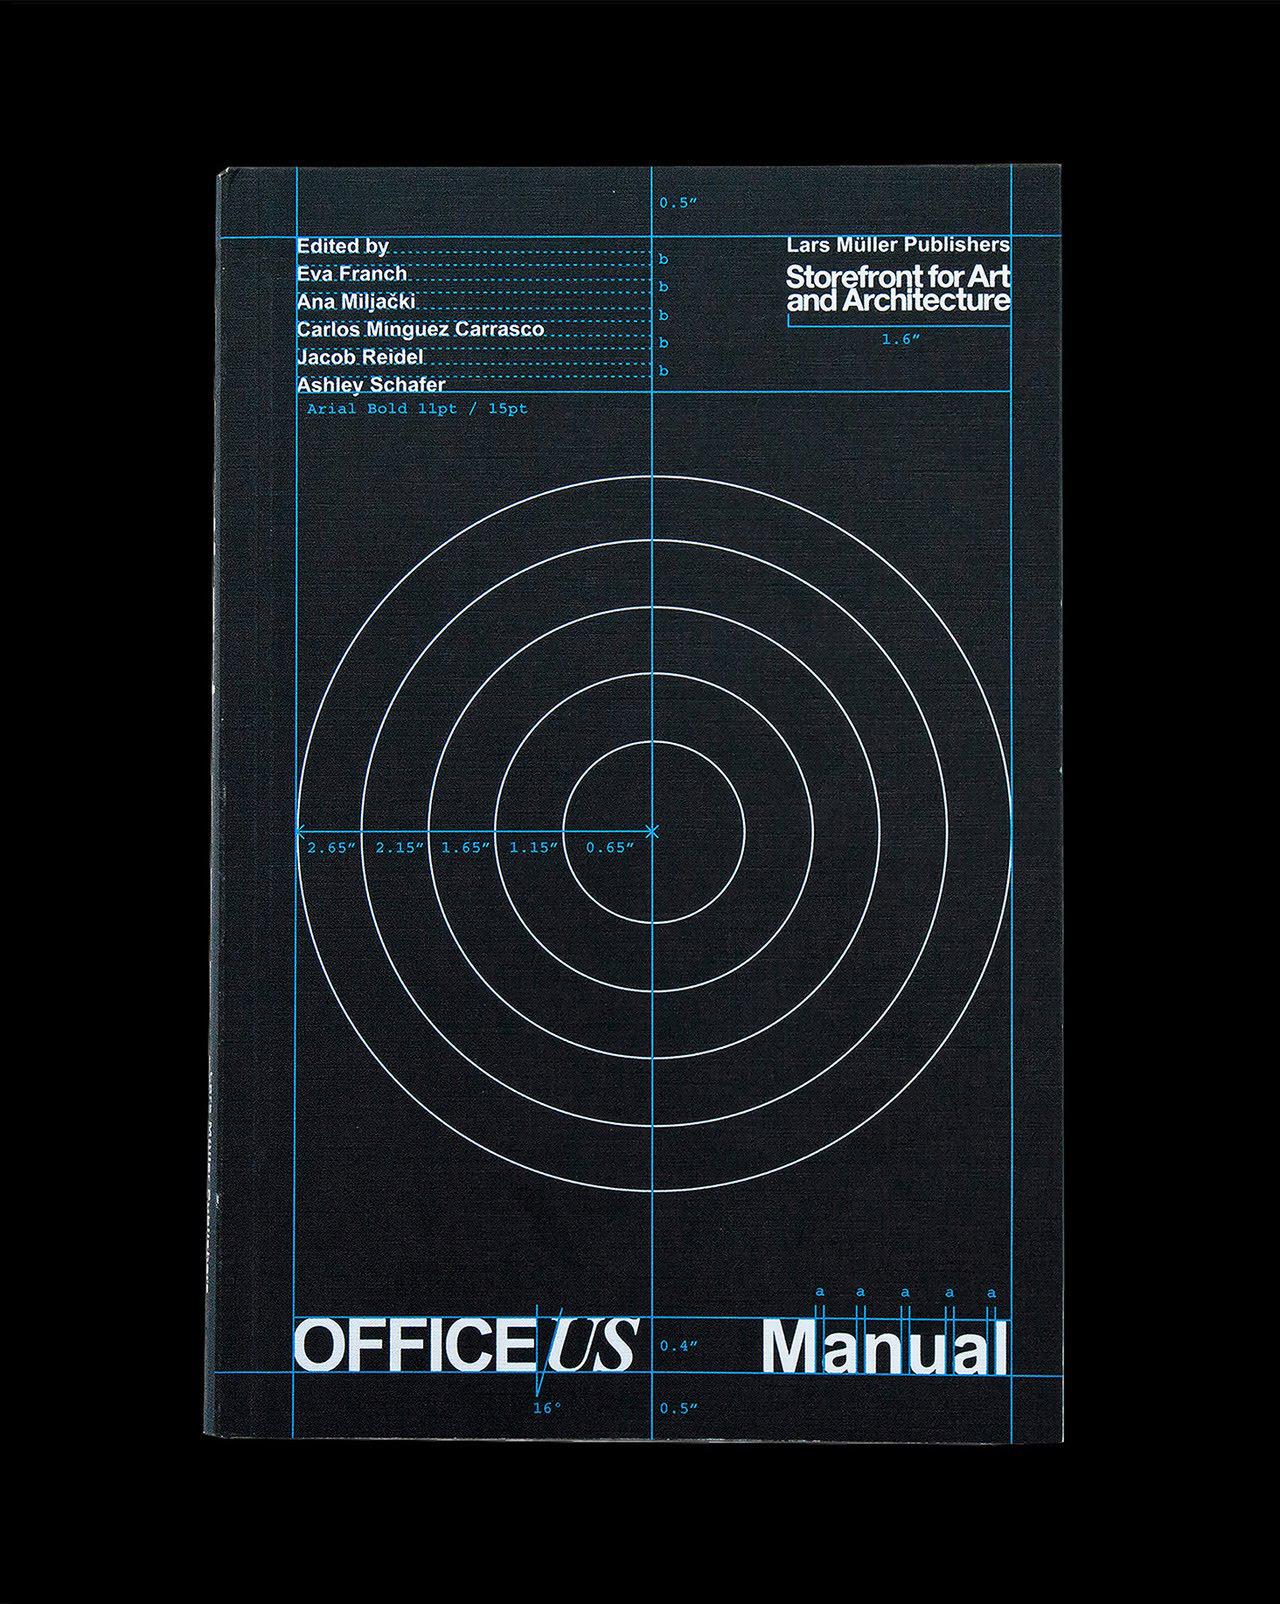 0.5″
Edited by
Eva Franch
Ana Miljački
Carlos Mínguez Carrasco
Jacob Reidel
Ashley Schafer
b
b
b
b
b
Arial Bold 11pt / 15pt
Lars Müller Publishers
Storefront for Art
and Architecture
1.6″
2.65″ 2.15″ 1.65″ 1.15″ 0.65″
a a a a a
OFFICEUS 0.4″ Manual
16° 0.5″